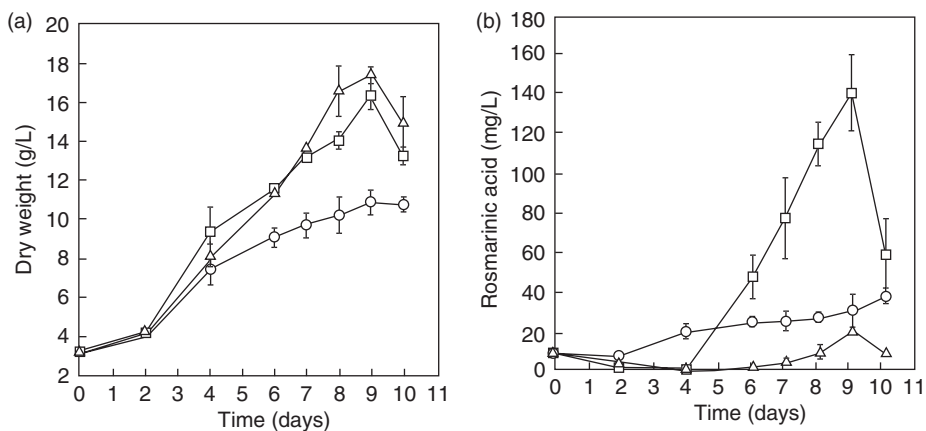 (a)
20
18
16
14
12
10
8
6
4
2
Dry weight (g/L)
0 1 2 3 4 5 6 7 8 9 10 11
Time (days)
(b)
180
160
140
120
100
80
60
40
20
0
Rosmarinic acid (mg/L)
0 1 2 3 4 5 6 7 8 9 10 11
Time (days)